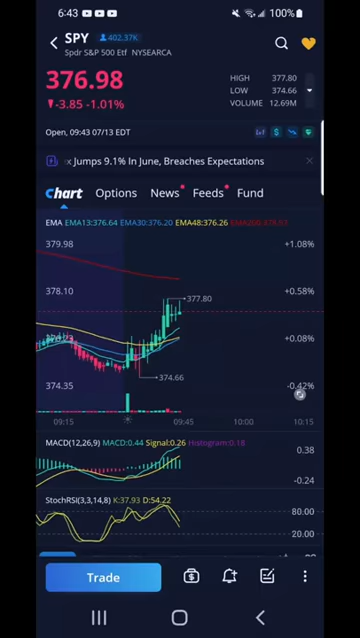 6:43
100%
SPY
402.37K
Spdr S&P 500 Etf NYSEARCA
376.98
-3.85 -1.01%
HIGH 377.80
LOW 374.66
VOLUME 12.69M
Open, 09:43 07/13 EDT
x Jumps 9.1% In June, Breaches Expectations
Chart Options News Feeds Fund
EMA EMA13:376.64 EMA30:376.20 EMA48:376.26
379.98 +1.08%
378.10 +0.58%
377.80
+0.08%
374.66
374.35 -0.42%
09:15 09:45 10:00 10:15
MACD(12,26,9) MACD:0.44 Signal:0.26 Histogram:0.18
0.38
-0.24
StochRSI(3,3,14,8) K:37.93 D:54.22
80.00
20.00
Trade